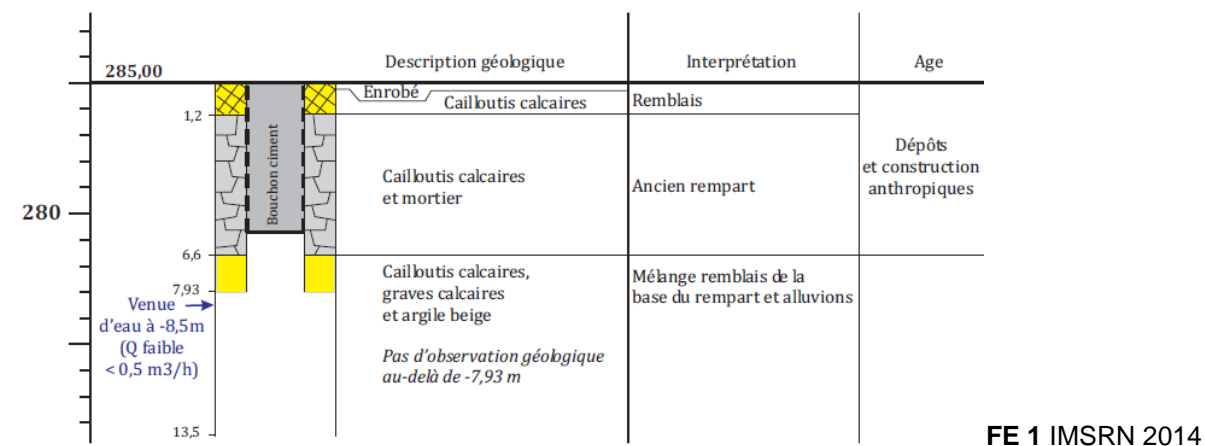 Description géologique
Interprétation
Age
285,00
Enrobé
Cailloutis calcaires
Remblais
1,2
Bouchon ciment
Cailloutis calcaires
et mortier
Ancien rempart
Dépôts
et construction
anthropiques
280
6,6
Cailloutis calcaires,
graves calcaires
et argile beige
Mélange remblais de la
base du rempart et alluvions
7,93
Venue
d'eau à -8,5m
(Q faible
< 0,5 m3/h)
Pas d'observation géologique
au-delà de -7,93 m
13,5
FE 1 IMSRN 2014